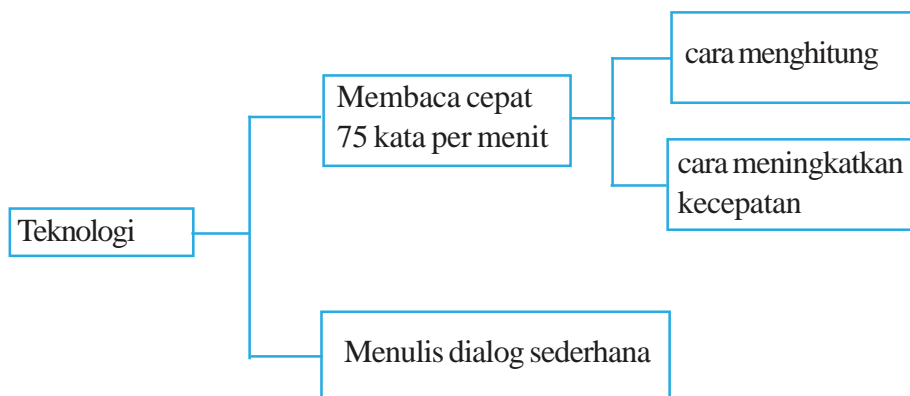 Teknologi
Membaca cepat
75 kata per menit
cara menghitung
cara meningkatkan
kecepatan
Menulis dialog sederhana